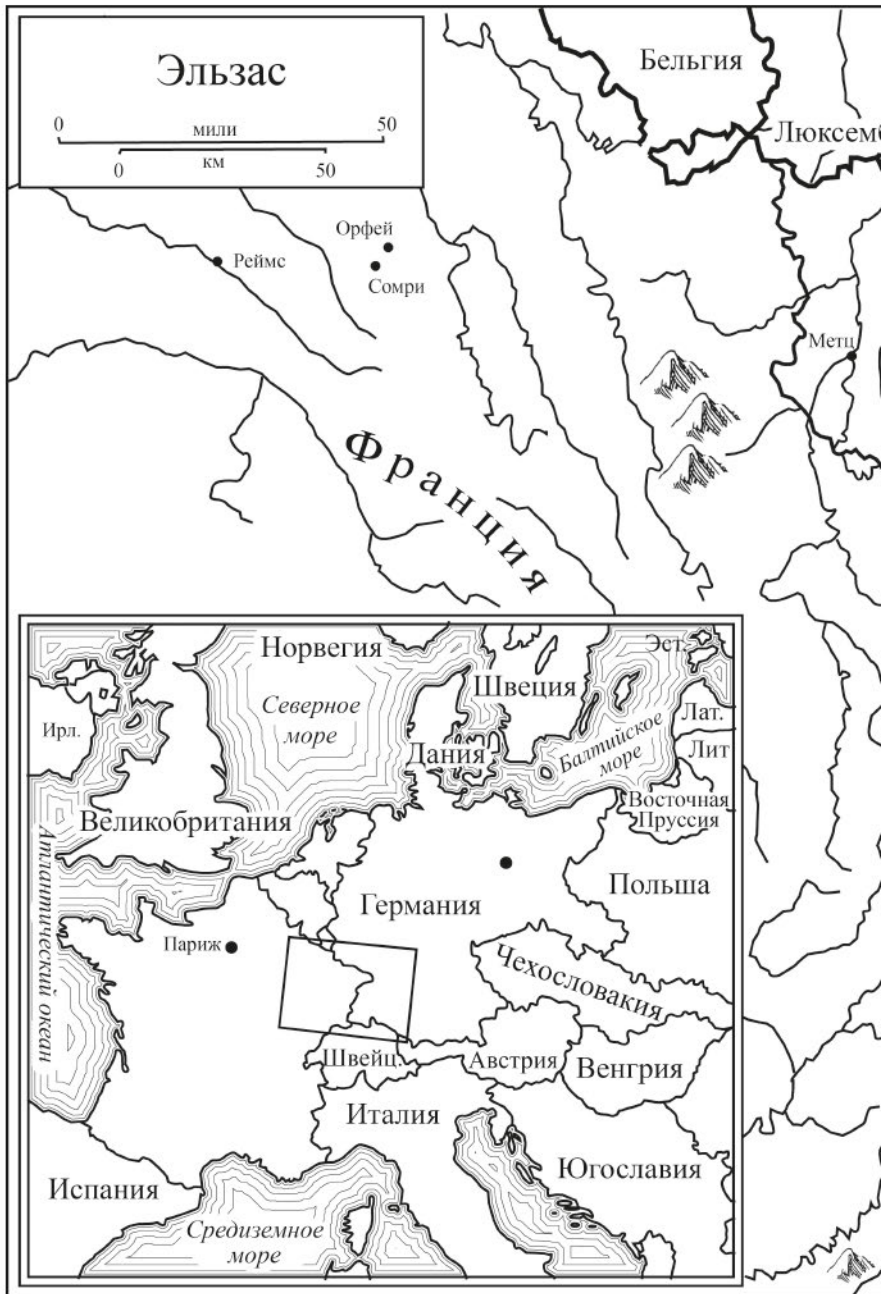 Эльзас
0 мили 50
0 км 50
Бельгия
Люксемб
Орфей
Реймс
Сомри
Метц
Франция
Норвегия
Эст.
Швеция
Северное
море
Ирл.
Лат.
Дания
Балтийское
море
Лит
Восточная
Пруссия
Великобритания
Атлантический океан
Польша
Германия
Париж
Чехословакия
Швейц.
Австрия
Венгрия
Италия
Югославия
Испания
Средиземное
море